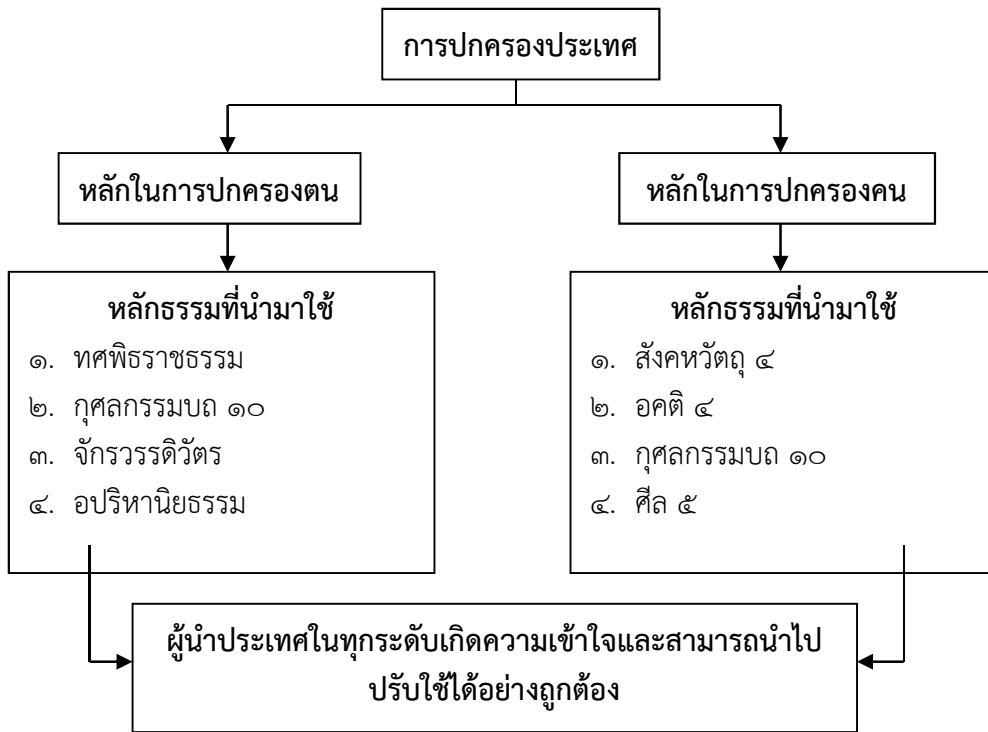 การปกครองประเทศ
หลักในการปกครองตน
หลักในการปกครองคน
หลักธรรมที่นำมาใช้
๑. ทศพิธราชธรรม
๒. กุศลกรรมบถ ๑๐
๓. จักรวรรดิวัตร
๔. อปริหานิยธรรม
หลักธรรมที่นำมาใช้
๑. สังคหวัตถุ ๔
๒. อคติ ๔
๓. กุศลกรรมบถ ๑๐
๔. ศีล ๕
ผู้นำประเทศในทุกระดับเกิดความเข้าใจและสามารถนำไป
ปรับใช้ได้อย่างถูกต้อง